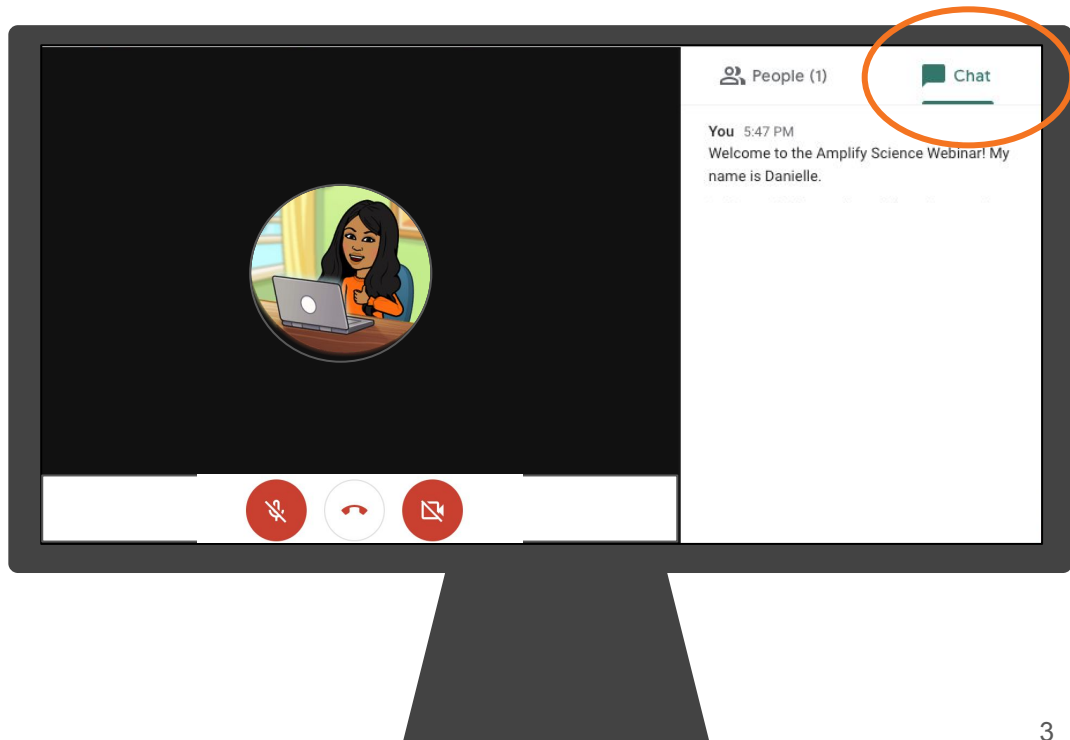 People (1)
Chat
You 5:47 PM
Welcome to the Amplify Science Webinar! My
name is Danielle.
3